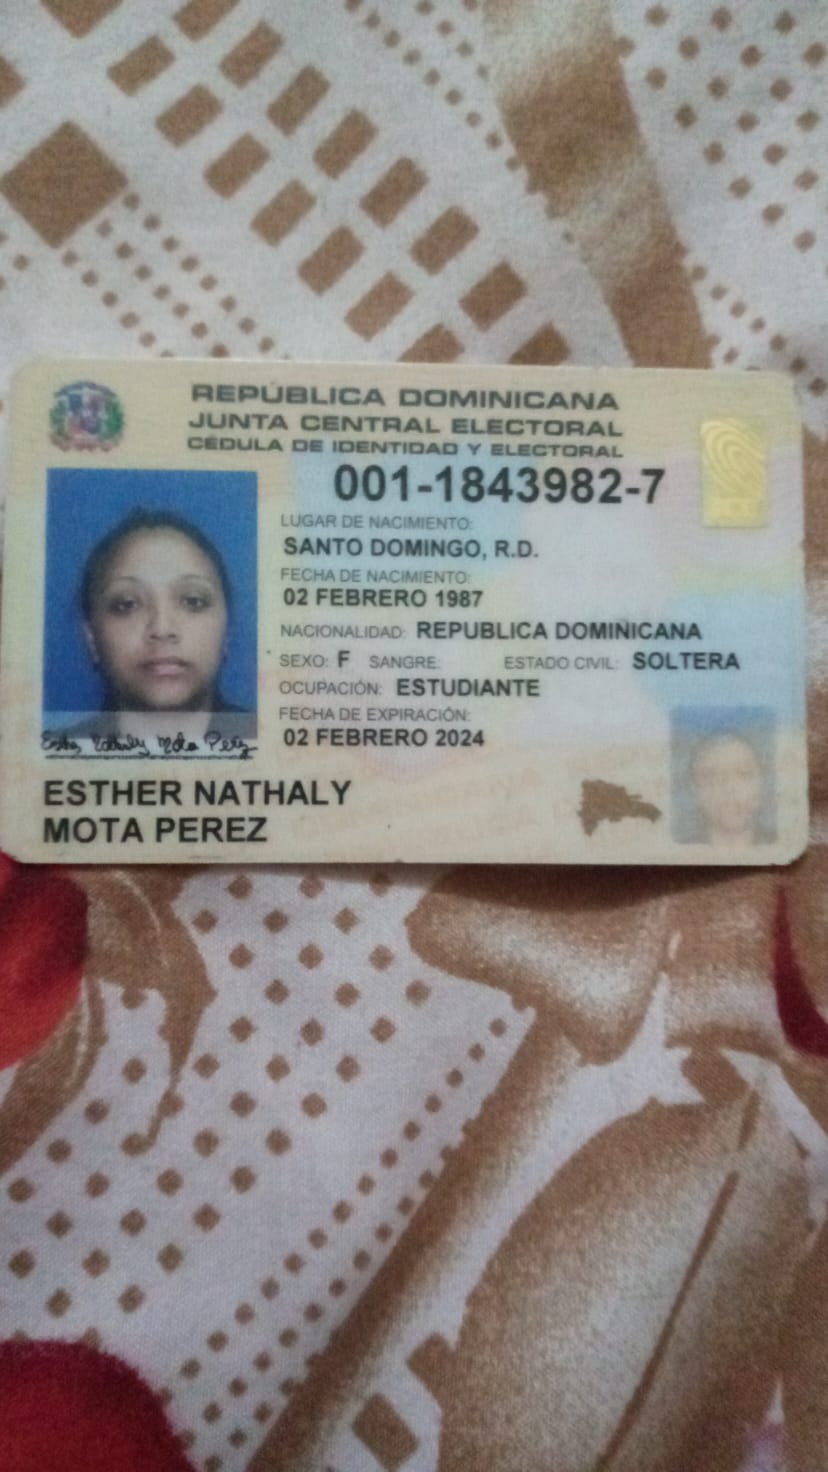 REPÚBLICA DOMINICANA
JUNTA CENTRAL ELECTORAL
CÉDULA DE IDENTIDAD Y ELECTORAL
001-1843982-7
LUGAR DE NACIMIENTO:
SANTO DOMINGO, R.D.
FECHA DE NACIMIENTO:
02 FEBRERO 1987
NACIONALIDAD: REPUBLICA DOMINICANA
SEXO: F SANGRE: ESTADO CIVIL: SOLTERA
OCUPACIÓN: ESTUDIANTE
FECHA DE EXPIRACIÓN:
02 FEBRERO 2024
Esther Nathaly Mota Perez
ESTHER NATHALY
MOTA PEREZ